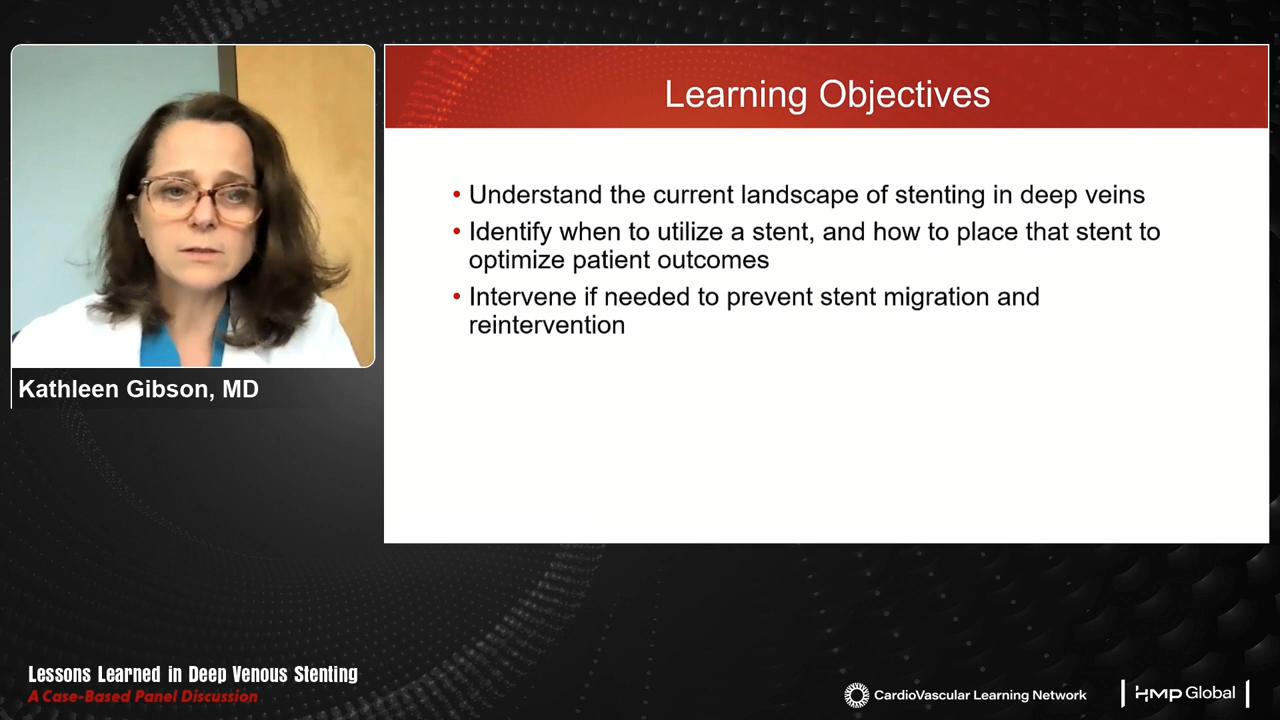 Learning Objectives
• Understand the current landscape of stenting in deep veins
• Identify when to utilize a stent, and how to place that stent to
optimize patient outcomes
• Intervene if needed to prevent stent migration and
reintervention
Kathleen Gibson, MD
Lessons Learned in Deep Venous Stenting
A Case-Based Panel Discussion
CardioVascular Learning Network
HMP Global